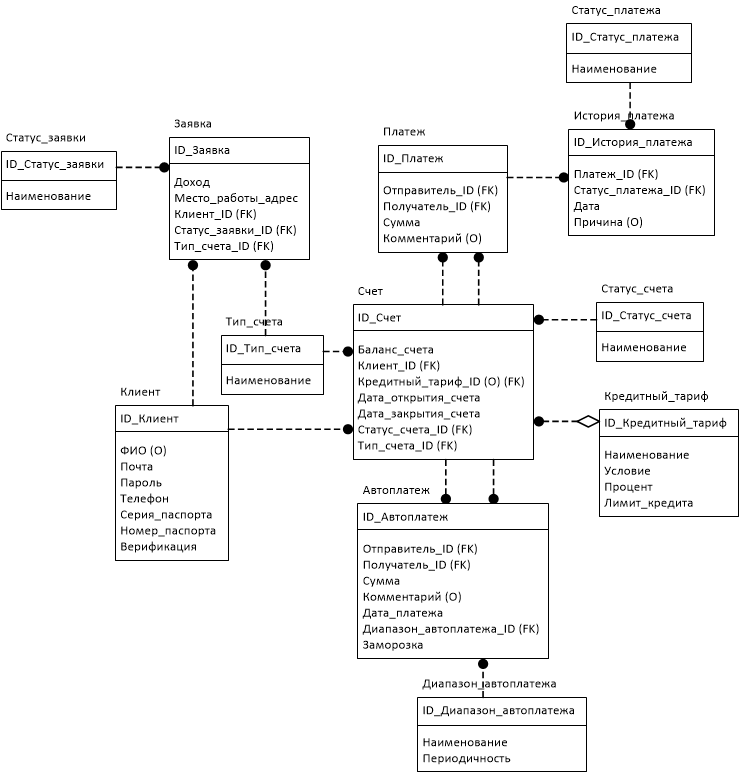 Статус_платежа
ID_Статус_платежа
Наименование
История_платежа
ID_История_платежа
Платеж_ID (FK)
Статус_платежа_ID (FK)
Дата
Причина (O)
Платеж
ID_Платеж
Отправитель_ID (FK)
Получатель_ID (FK)
Сумма
Комментарий (O)
Заявка
ID_Заявка
Доход
Место_работы_адрес
Клиент_ID (FK)
Статус_заявки_ID (FK)
Тип_счета_ID (FK)
Статус_заявки
ID_Статус_заявки
Наименование
Тип_счета
ID_Тип_счета
Наименование
Счет
ID_Счет
Баланс_счета
Клиент_ID (FK)
Кредитный_тариф_ID (O) (FK)
Дата_открытия_счета
Дата_закрытия_счета
Статус_счета_ID (FK)
Тип_счета_ID (FK)
Статус_счета
ID_Статус_счета
Наименование
Клиент
ID_Клиент
ФИО (O)
Почта
Пароль
Телефон
Серия_паспорта
Номер_паспорта
Верификация
Кредитный_тариф
ID_Кредитный_тариф
Наименование
Условие
Процент
Лимит_кредита
Автоплатеж
ID_Автоплатеж
Отправитель_ID (FK)
Получатель_ID (FK)
Сумма
Комментарий (O)
Дата_платежа
Диапазон_автоплатежа_ID (FK)
Заморозка
Диапазон_автоплатежа
ID_Диапазон_автоплатежа
Наименование
Периодичность